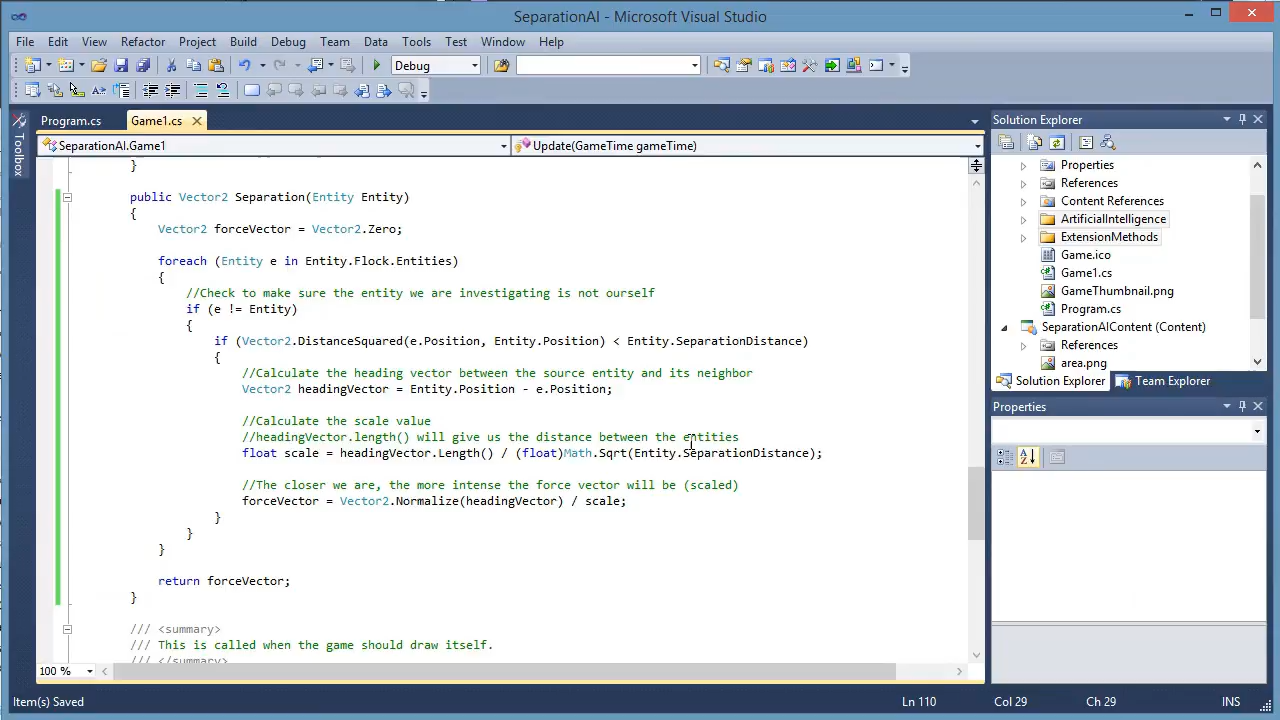 SeparationAI - Microsoft Visual Studio
File Edit View Refactor Project Build Debug Team Data Tools Test Window Help
Debug
Toolbox
Program.cs Game1.cs
SeparationAI.Game1 Update(GameTime gameTime)
}
public Vector2 Separation(Entity Entity)
{
Vector2 forceVector = Vector2.Zero;
foreach (Entity e in Entity.Flock.Entities)
{
//Check to make sure the entity we are investigating is not ourself
if (e != Entity)
{
if (Vector2.DistanceSquared(e.Position, Entity.Position) < Entity.SeparationDistance)
{
//Calculate the heading vector between the source entity and its neighbor
Vector2 headingVector = Entity.Position - e.Position;
//Calculate the scale value
//headingVector.length() will give us the distance between the entities
float scale = headingVector.Length() / (float)Math.Sqrt(Entity.SeparationDistance);
//The closer we are, the more intense the force vector will be (scaled)
forceVector = Vector2.Normalize(headingVector) / scale;
}
}
}
return forceVector;
}
/// <summary>
/// This is called when the game should draw itself.
/// </summary>
100 %
Solution Explorer
Properties
References
Content References
ArtificialIntelligence
ExtensionMethods
Game.ico
Game1.cs
GameThumbnail.png
Program.cs
SeparationAIContent (Content)
References
area.png
Solution Explorer Team Explorer
Properties
Item(s) Saved Ln 110 Col 29 Ch 29 INS